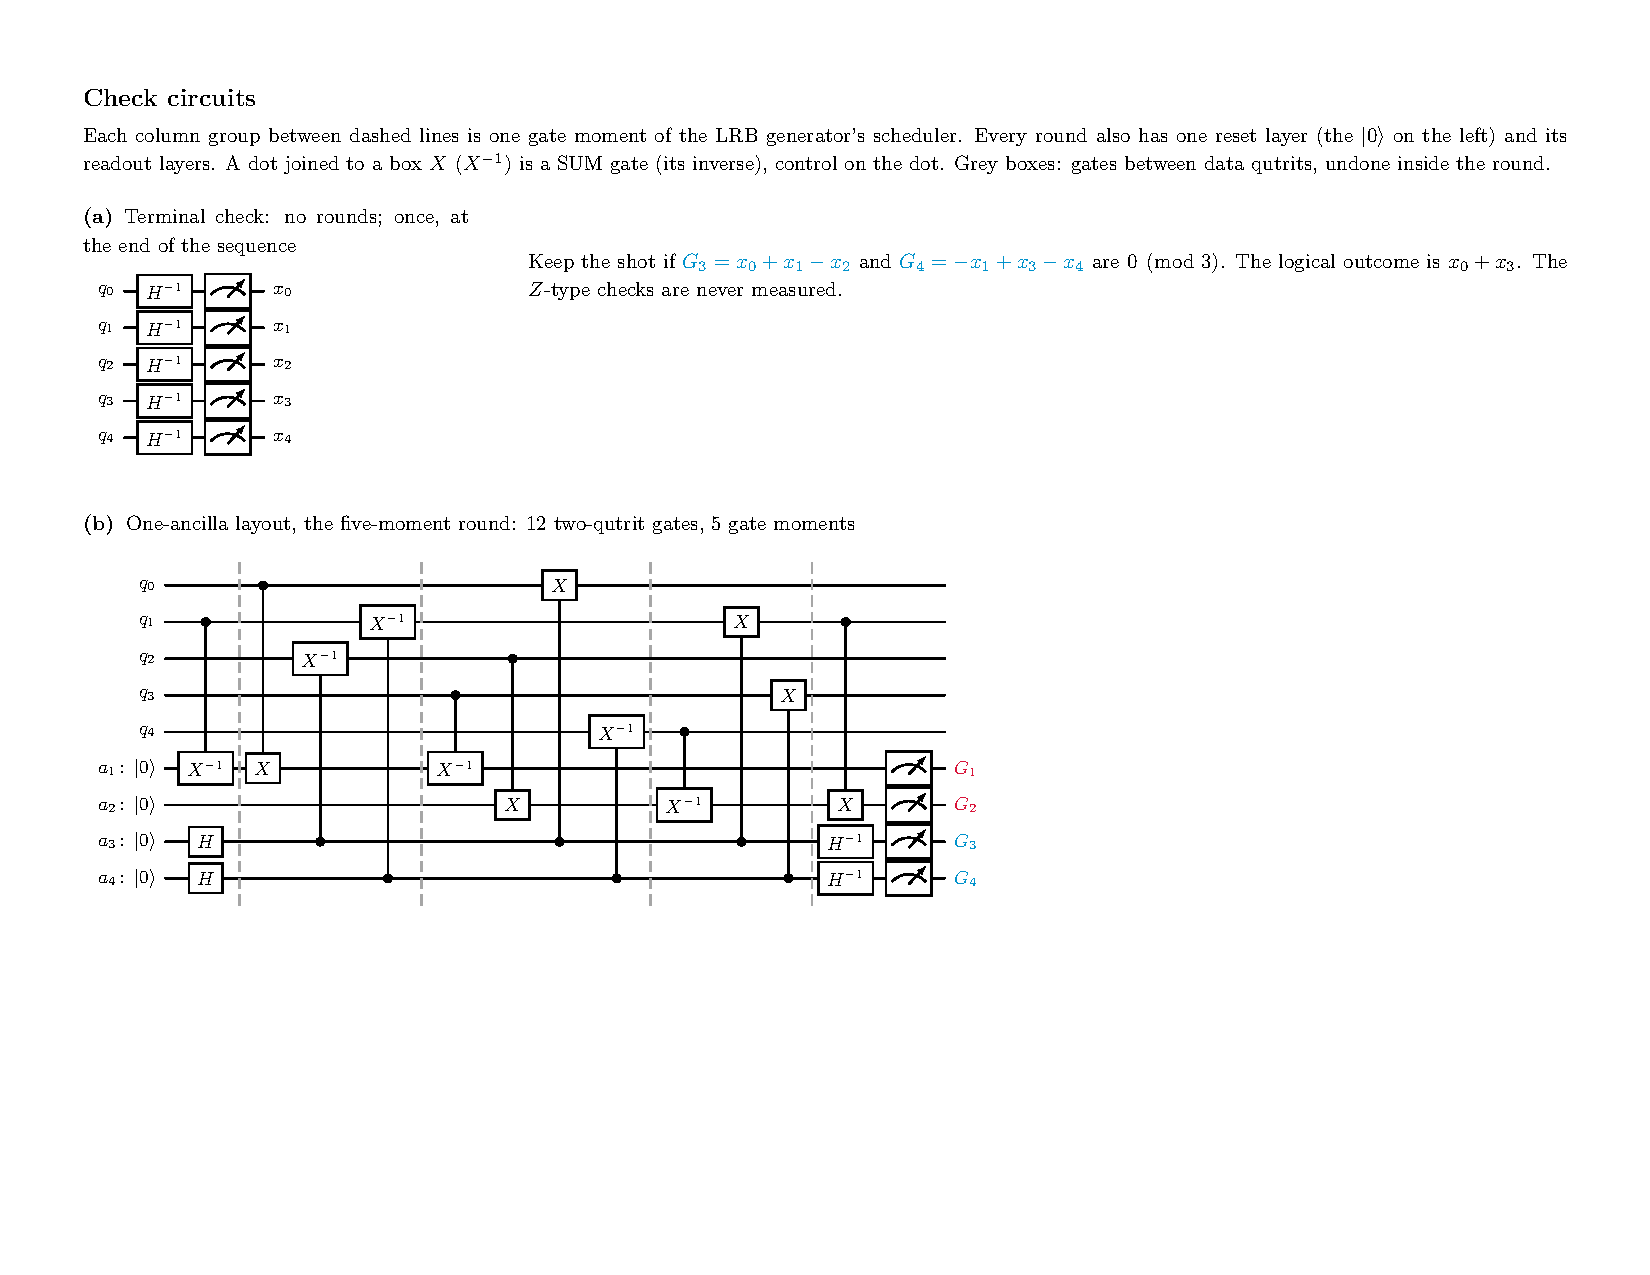 Check circuits
Each column group between dashed lines is one gate moment of the LRB generator's scheduler. Every round also has one reset layer (the |0⟩ on the left) and its
readout layers. A dot joined to a box X (X⁻¹) is a SUM gate (its inverse), control on the dot. Grey boxes: gates between data qutrits, undone inside the round.
(a) Terminal check: no rounds; once, at
the end of the sequence
Keep the shot if G₃ = x₀ + x₁ − x₂ and G₄ = −x₁ + x₃ − x₄ are 0 (mod 3). The logical outcome is x₀ + x₃. The
Z-type checks are never measured.
q₀ H⁻¹ x₀
q₁ H⁻¹ x₁
q₂ H⁻¹ x₂
q₃ H⁻¹ x₃
q₄ H⁻¹ x₄
(b) One-ancilla layout, the five-moment round: 12 two-qutrit gates, 5 gate moments
q₀ X
q₁ X⁻¹ X
q₂ X⁻¹
q₃ X
q₄ X⁻¹
a₁: |0⟩ X⁻¹ X X⁻¹ G₁
a₂: |0⟩ X X⁻¹ X G₂
a₃: |0⟩ H H⁻¹ G₃
a₄: |0⟩ H H⁻¹ G₄